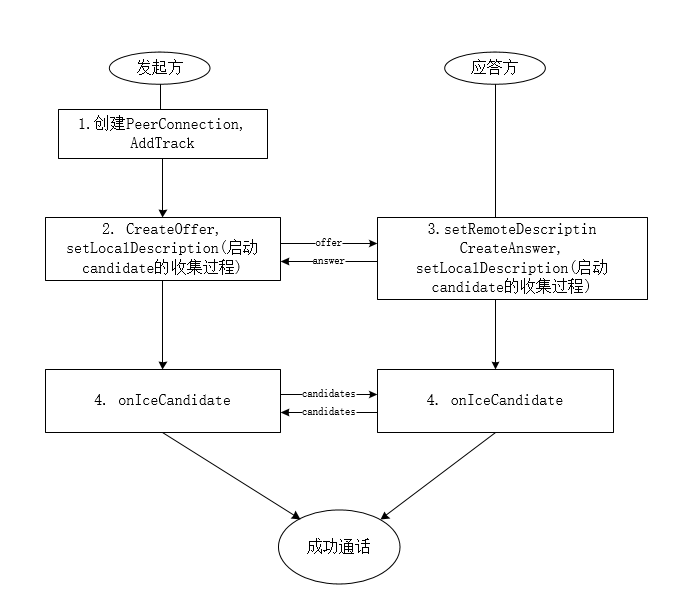 发起方
应答方
1.创建PeerConnection,
AddTrack
2. CreateOffer,
setLocalDescription(启动
candidate的收集过程)
offer
answer
3.setRemoteDescriptin
CreateAnswer,
setLocalDescription(启动
candidate的收集过程)
4. onIceCandidate
candidates
candidates
4. onIceCandidate
成功通话